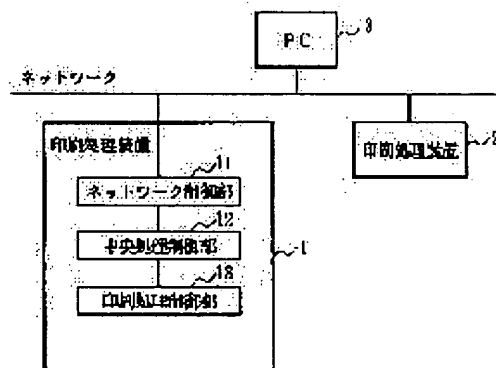 PC
3
ネットワーク
印刷処理装置
11
印刷処理装置
2
ネットワーク制御部
12
中央処理制御部
1
13
印刷処理制御部